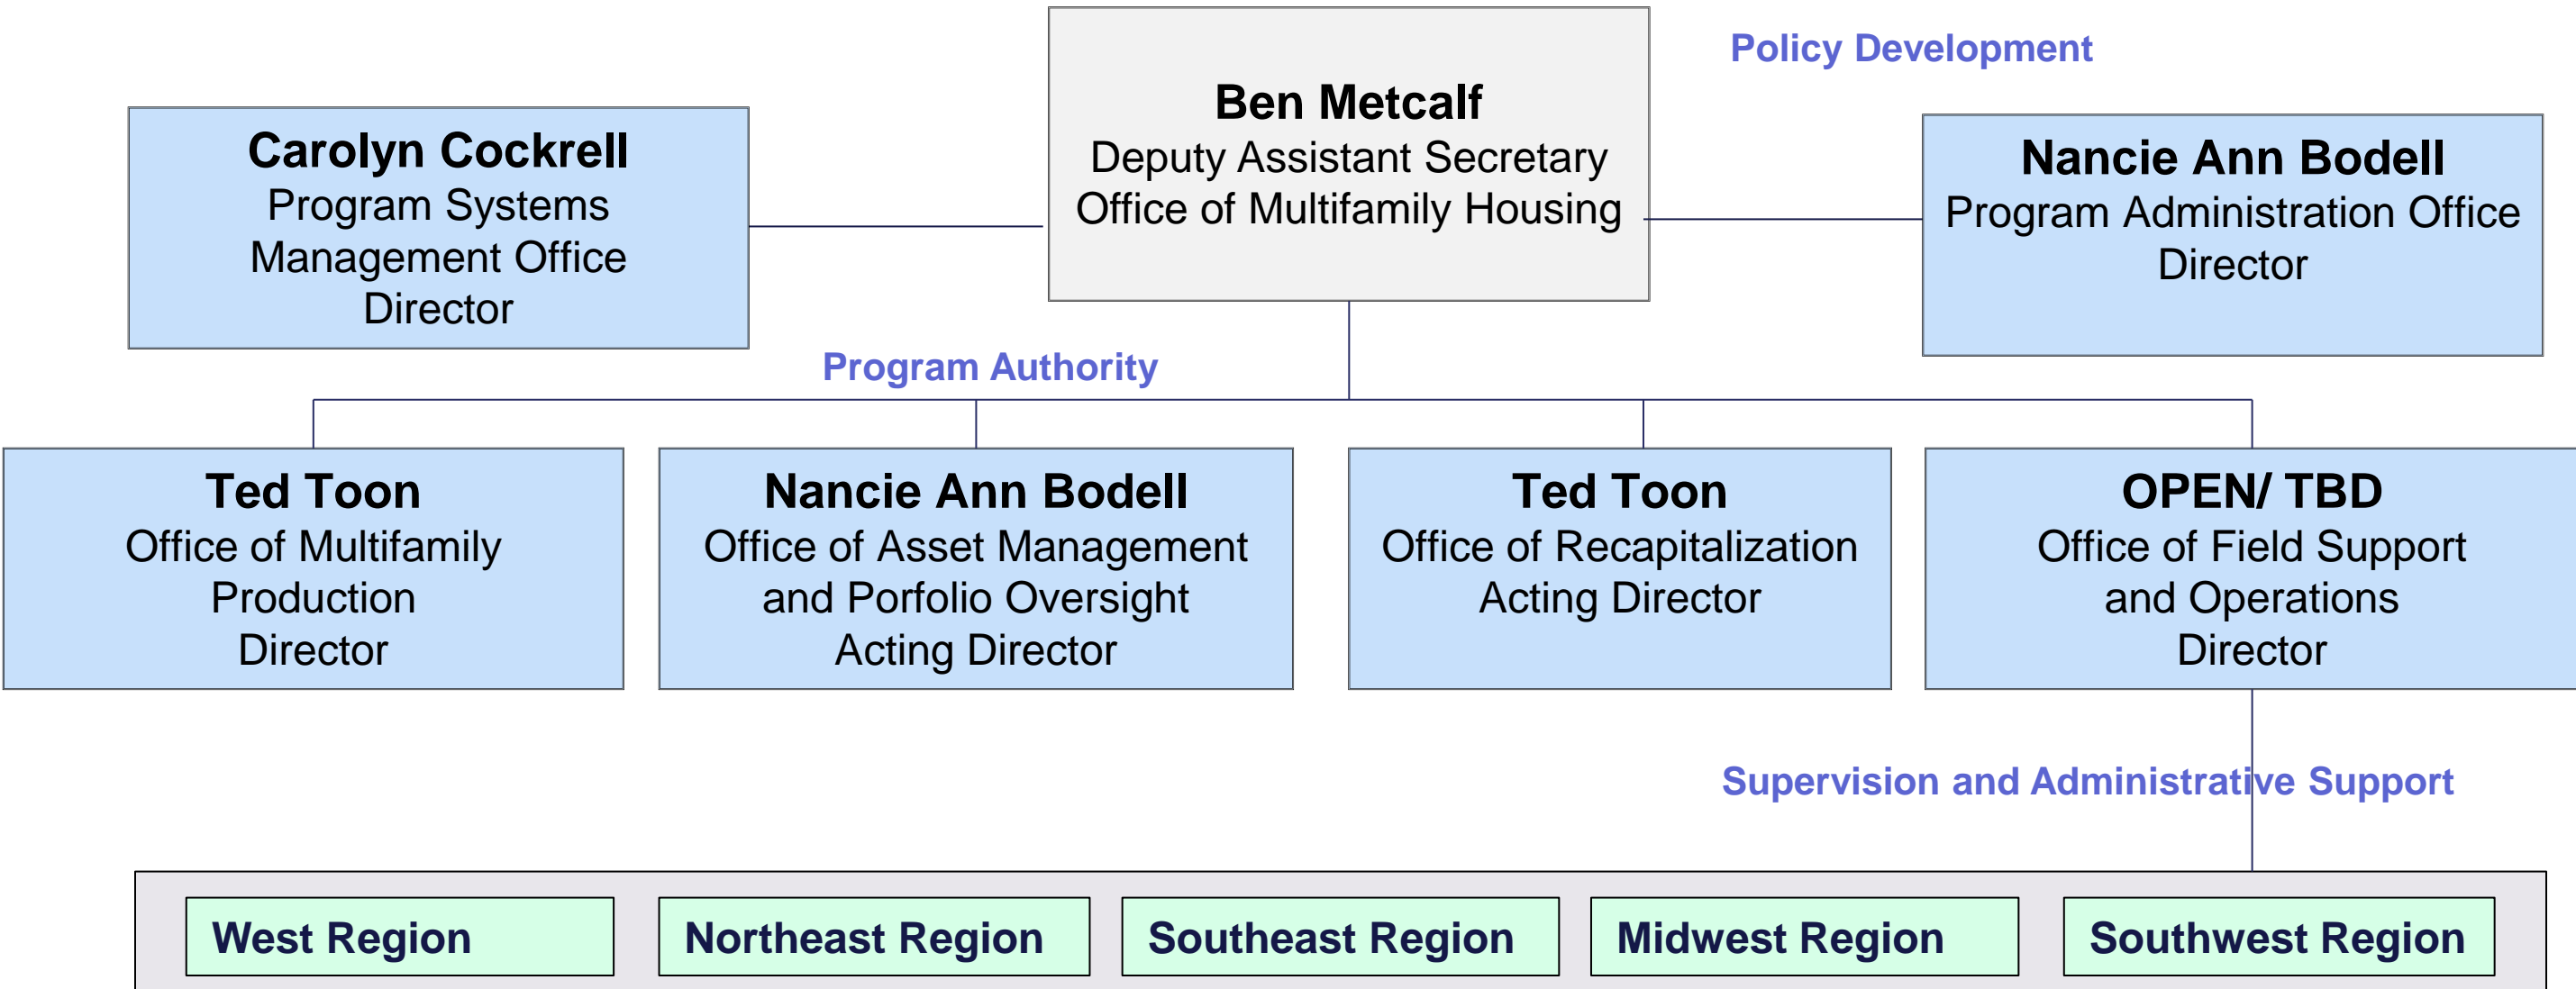 Policy Development
Ben Metcalf
Deputy Assistant Secretary
Office of Multifamily Housing
Carolyn Cockrell
Program Systems
Management Office
Director
Nancie Ann Bodell
Program Administration Office
Director
Program Authority
Ted Toon
Office of Multifamily
Production
Director
Nancie Ann Bodell
Office of Asset Management
and Porfolio Oversight
Acting Director
Ted Toon
Office of Recapitalization
Acting Director
OPEN/ TBD
Office of Field Support
and Operations
Director
Supervision and Administrative Support
West Region
Northeast Region
Southeast Region
Midwest Region
Southwest Region